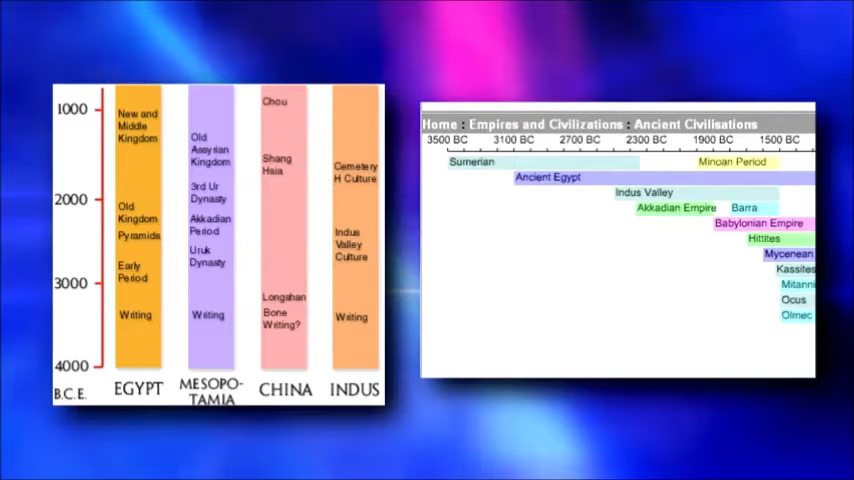 1000
2000
3000
4000
B.C.E.
New and
Middle
Kingdom
Old
Kingdom
Pyramids
Early
Period
Writing
EGYPT
Old
Assyrian
Kingdom
3rd Ur
Dynasty
Akkadian
Period
Uruk
Dynasty
Writing
MESOPO-
TAMIA
Chou
Shang
Hsia
Longshan
Bone
Writing?
CHINA
Cemetery
H Culture
Indus
Valley
Culture
Writing
INDUS
Home : Empires and Civilizations : Ancient Civilisations
3500 BC 3100 BC 2700 BC 2300 BC 1900 BC 1500 BC
Sumerian Minoan Period
Ancient Egypt
Indus Valley
Akkadian Empire Barra
Babylonian Empire
Hittites
Mycenean
Kassites
Mitanni
Ocus
Olmec